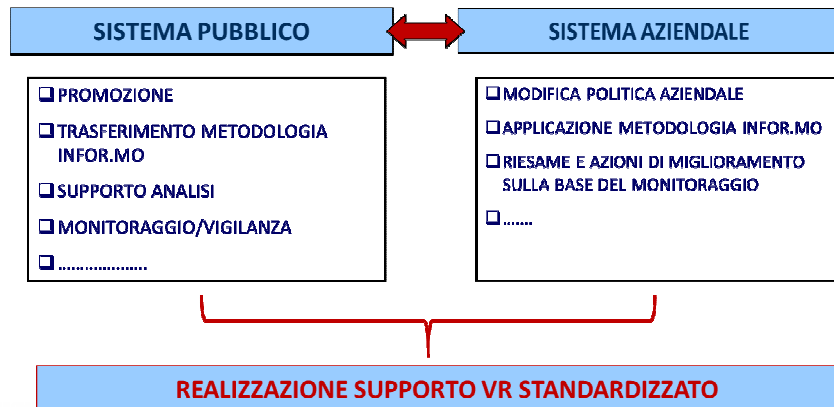 SISTEMA PUBBLICO
SISTEMA AZIENDALE
PROMOZIONE
TRASFERIMENTO METODOLOGIA
INFOR.MO
SUPPORTO ANALISI
MONITORAGGIO/VIGILANZA
....................
MODIFICA POLITICA AZIENDALE
APPLICAZIONE METODOLOGIA INFOR.MO
RIESAME E AZIONI DI MIGLIORAMENTO
SULLA BASE DEL MONITORAGGIO
.......
REALIZZAZIONE SUPPORTO VR STANDARDIZZATO